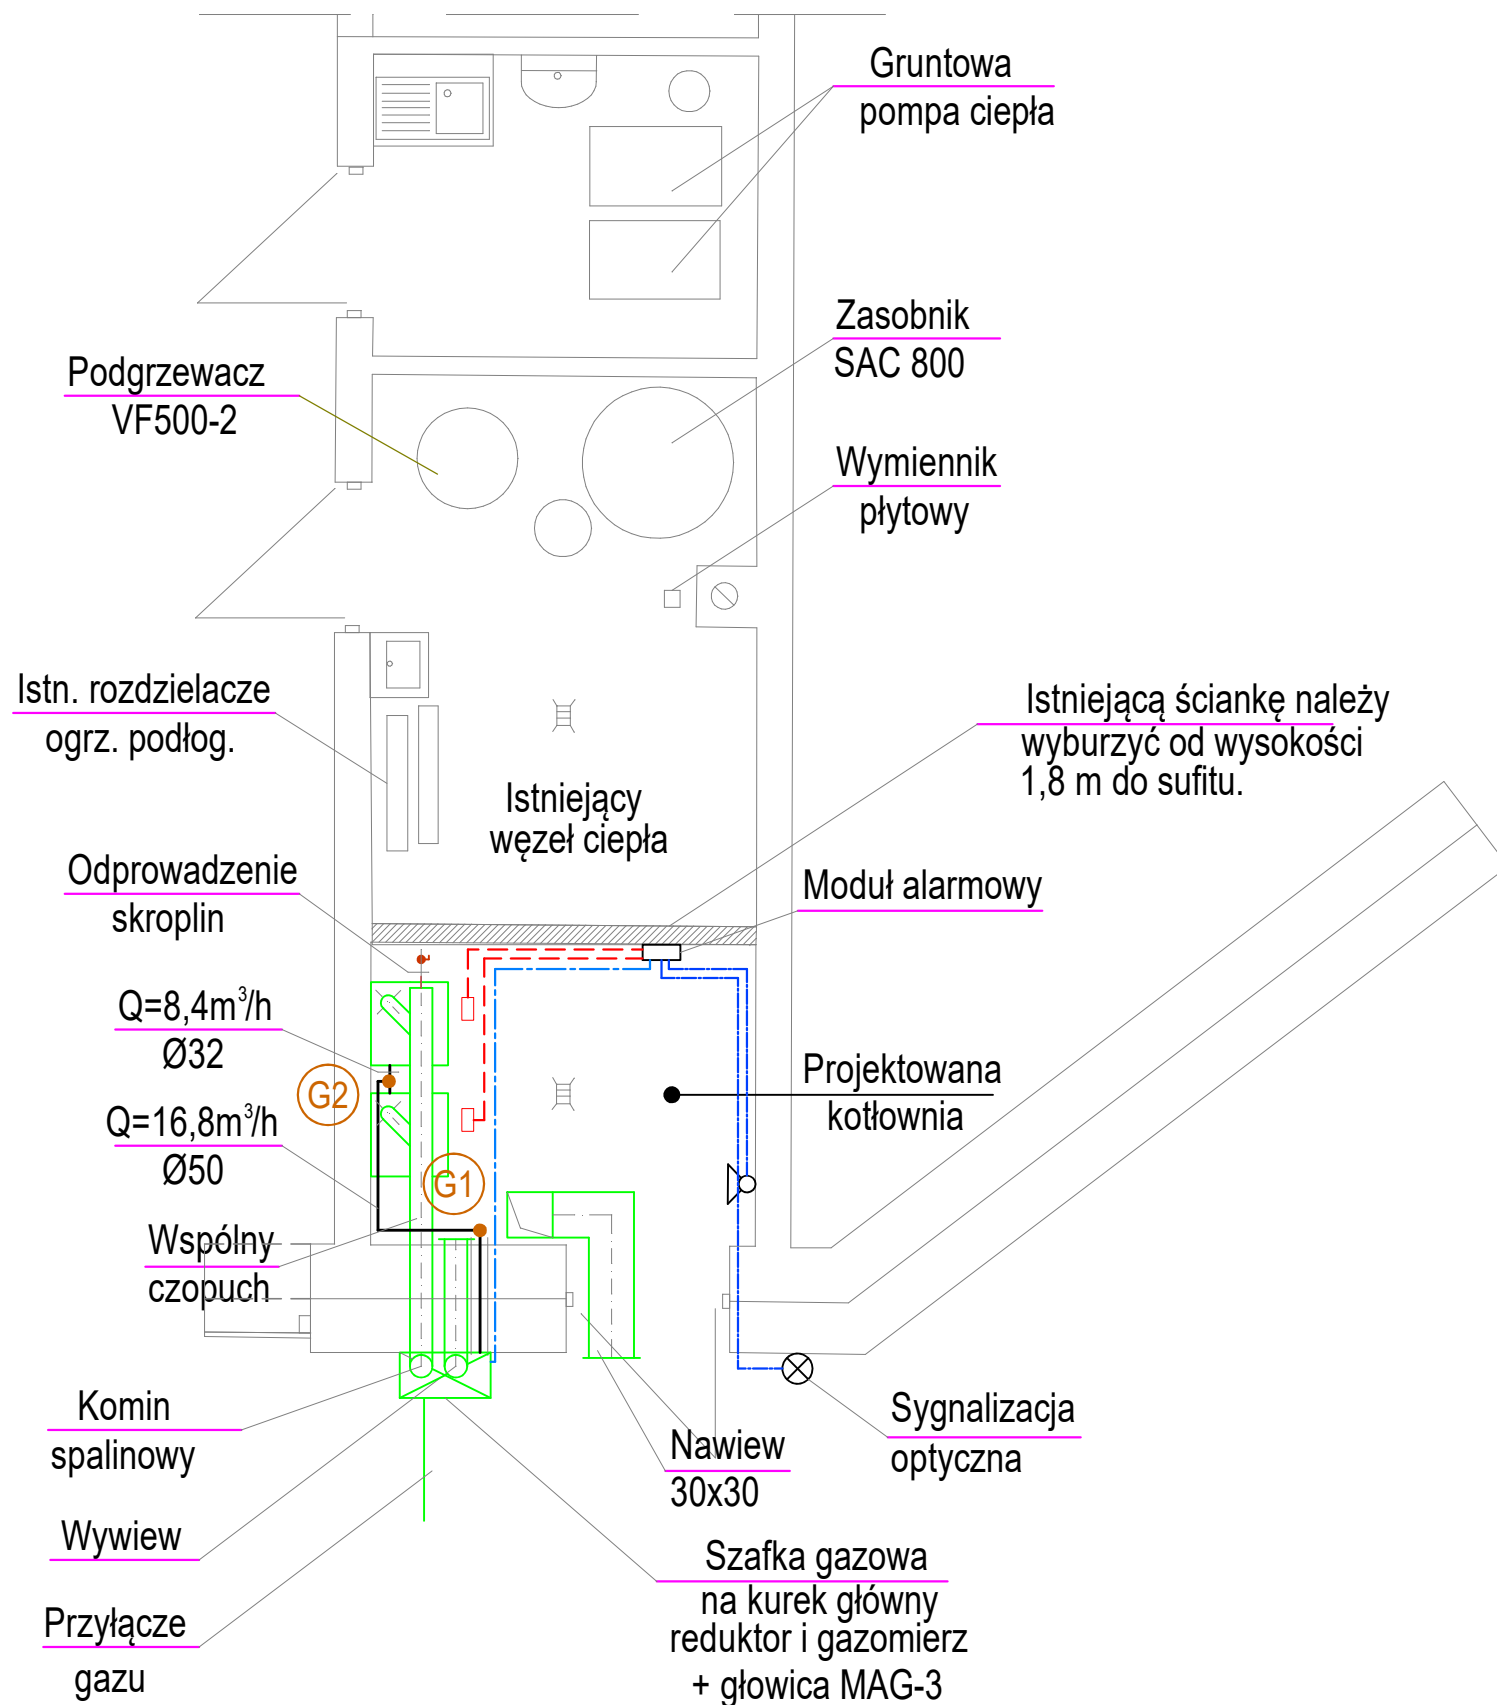 Gruntowa
pompa ciepła
Zasobnik
SAC 800
Podgrzewacz
VF500-2
Wymiennik
płytowy
Istn. rozdzielacze
ogrz. podłog.
Istniejącą ściankę należy
wyburzyć od wysokości
1,8 m do sufitu.
Istniejący
węzeł ciepła
Odprowadzenie
skroplin
Moduł alarmowy
Q=8,4m³/h
Ø32
G2
Projektowana
kotłownia
Q=16,8m³/h
Ø50
G1
Wspólny
czopuch
Komin
spalinowy
Sygnalizacja
optyczna
Nawiew
30x30
Wywiew
Szafka gazowa
na kurek główny
reduktor i gazomierz
+ głowica MAG-3
Przyłącze
gazu